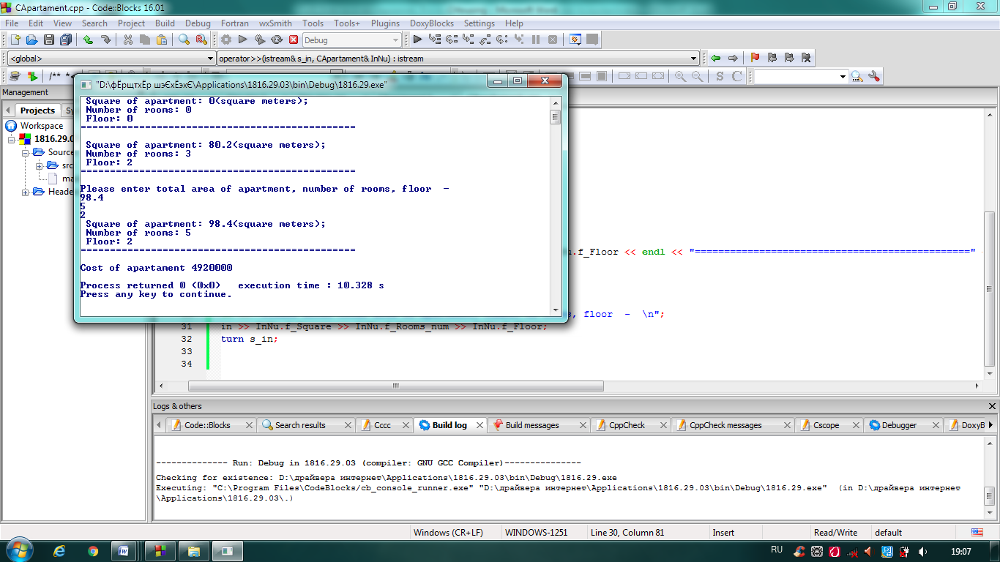 CApartament.cpp - Code::Blocks 16.01
File Edit View Search Project Build Debug Fortran wxSmith Tools Tools+ Plugins DoxyBlocks Settings Help
Debug
<global> operator>>(istream& s_in, CApartment& InNu) : istream
/** *
S C
"D:\фЁрщтхЁр шэЄхЁэхЄ\Applications\1816.29.03\bin\Debug\1816.29.exe"
Management
Projects Sy
Workspace
1816.29.0
Source
src
ma
Heade
Square of apartment: 0(square meters);
Number of rooms: 0
Floor: 0
===============================================
Square of apartment: 80.2(square meters);
Number of rooms: 3
Floor: 2
===============================================
Please enter total area of apartment, number of rooms, floor -
98.4
5
2
Square of apartment: 98.4(square meters);
Number of rooms: 5
Floor: 2
===============================================
Cost of apartament 4920000
Process returned 0 (0x0) execution time : 10.328 s
Press any key to continue.
u.f_Floor << endl << "==============================================="
s, floor - \n";
31 in >> InNu.f_Square >> InNu.f_Rooms_num >> InNu.f_Floor;
32 turn s_in;
33
34
Logs & others
Code::Blocks Search results Cccc Build log Build messages CppCheck CppCheck messages Cscope Debugger DoxyB
-------------- Run: Debug in 1816.29.03 (compiler: GNU GCC Compiler)---------------
Checking for existence: D:\драйвера интернет\Applications\1816.29.03\bin\Debug\1816.29.exe
Executing: "C:\Program Files\CodeBlocks/cb_console_runner.exe" "D:\драйвера интернет\Applications\1816.29.03\bin\Debug\1816.29.exe" (in D:\драйвера интернет
\Applications\1816.29.03\.)
Windows (CR+LF) WINDOWS-1251 Line 30, Column 81 Insert Read/Write default
RU 19:07